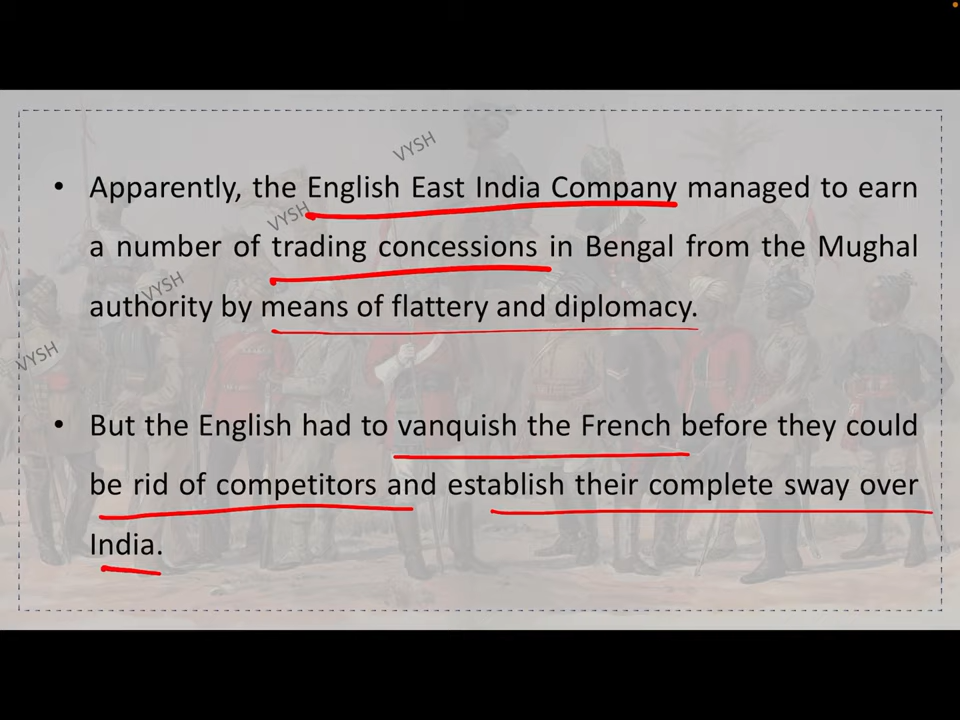 VYSH
• Apparently, the English East India Company managed to earn
VYSH
a number of trading concessions in Bengal from the Mughal
VYSH
authority by means of flattery and diplomacy.
VYSH
• But the English had to vanquish the French before they could
be rid of competitors and establish their complete sway over
India.